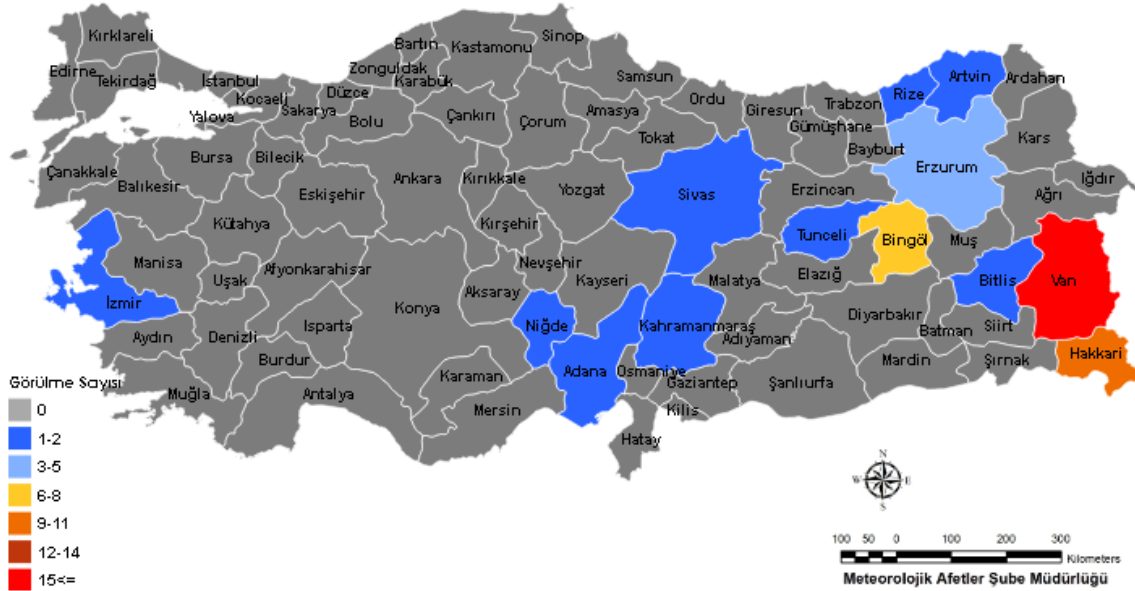 Kırklareli
Edirne
Tekirdağ
İstanbul
Kocaeli
Yalova
Sakarya
Düzce
Bolu
Zonguldak
Bartın
Karabük
Kastamonu
Sinop
Samsun
Ordu
Giresun
Trabzon
Rize
Artvin
Ardahan
Çankırı
Çorum
Amasya
Tokat
Gümüşhane
Bayburt
Kars
Çanakkale
Balıkesir
Bursa
Bilecik
Eskişehir
Ankara
Kırıkkale
Yozgat
Sivas
Erzincan
Erzurum
Iğdır
Ağrı
Kütahya
Kırşehir
Tunceli
Bingöl
Muş
Manisa
Uşak
Afyonkarahisar
Nevşehir
Kayseri
Malatya
Elazığ
Bitlis
Van
İzmir
Konya
Aksaray
Niğde
Kahramanmaraş
Adıyaman
Diyarbakır
Batman
Siirt
Aydın
Denizli
Isparta
Burdur
Hakkari
Şırnak
Mardin
Şanlıurfa
Gaziantep
Osmaniye
Adana
Karaman
Muğla
Antalya
Mersin
Kilis
Hatay
Görülme Sayısı
0
1-2
3-5
6-8
9-11
12-14
15<=
N
W E
S
100 50 0 100 200 300
Kilometers
Meteorolojik Afetler Şube Müdürlüğü